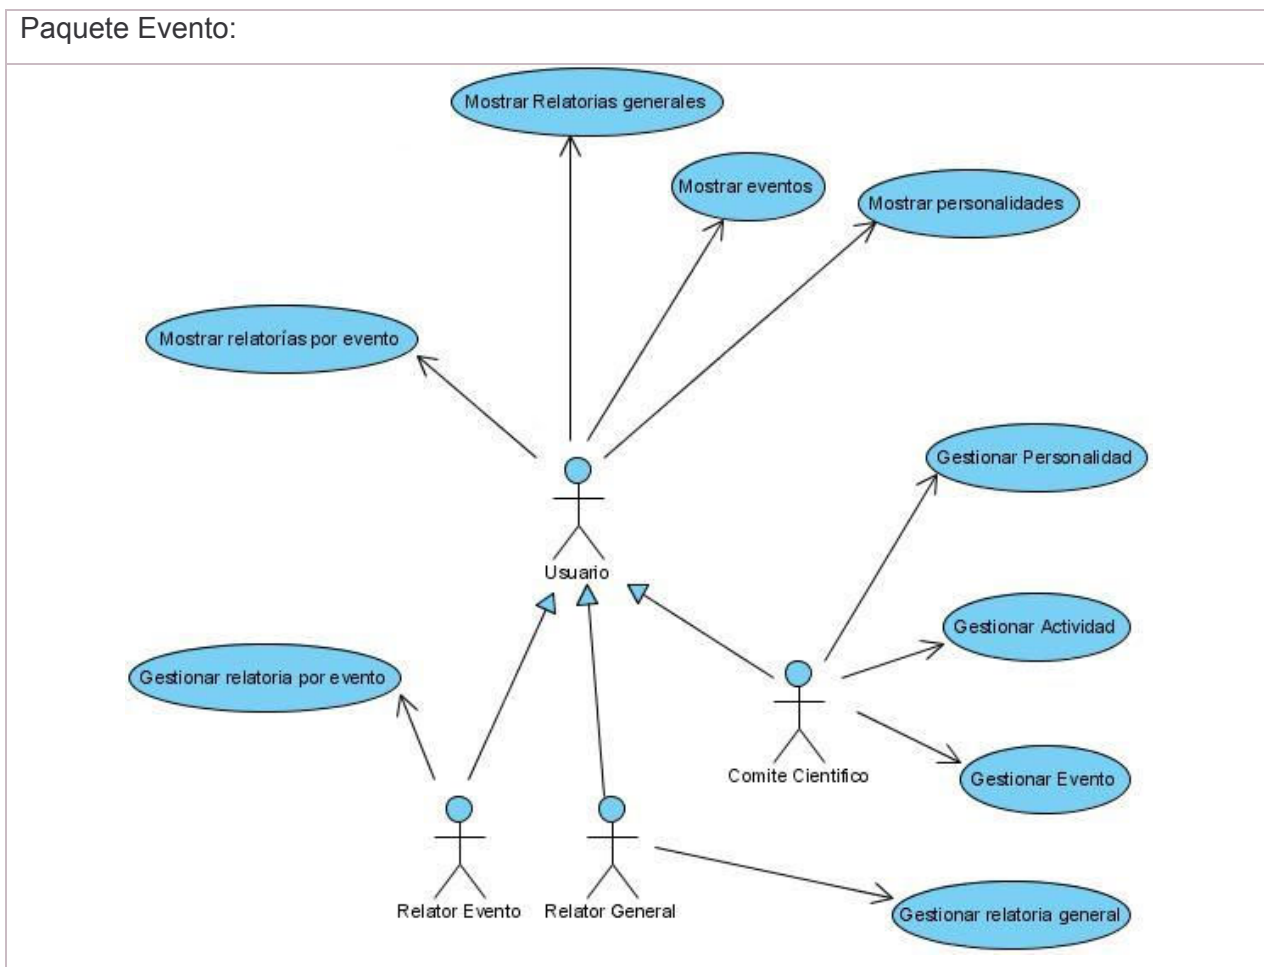 Paquete Evento:
Mostrar Relatorias generales
Mostrar eventos
Mostrar personalidades
Mostrar relatorías por evento
Gestionar Personalidad
Usuario
Gestionar Actividad
Gestionar relatoria por evento
Comite Cientifico
Gestionar Evento
Relator Evento
Relator General
Gestionar relatoria general